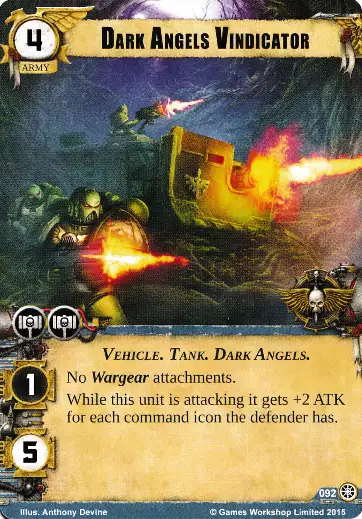 4
ARMY
DARK ANGELS VINDICATOR
VEHICLE. TANK. DARK ANGELS.
1
No Wargear attachments.
While this unit is attacking it gets +2 ATK
for each command icon the defender has.
5
092
Illus. Anthony Devine
© Games Workshop Limited 2015